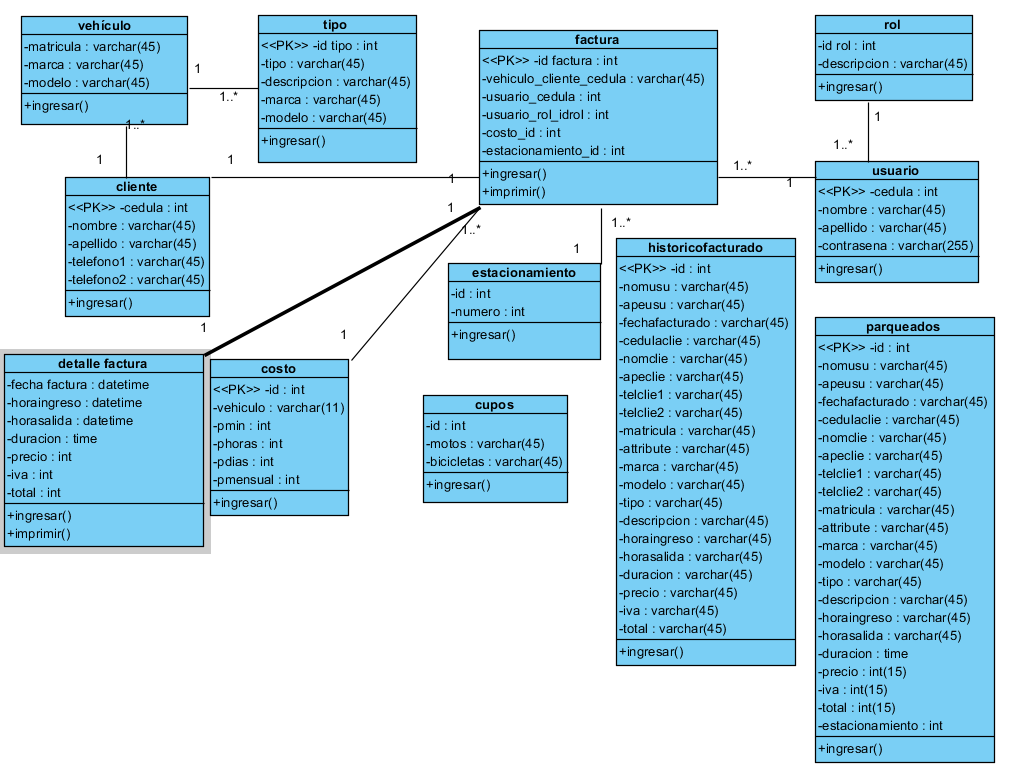 vehículo
-matricula : varchar(45)
-marca : varchar(45)
-modelo : varchar(45)
+ingresar()
1
1..*
tipo
<<PK>> -id tipo : int
-tipo : varchar(45)
-descripcion : varchar(45)
-marca : varchar(45)
-modelo : varchar(45)
+ingresar()
1..*
1
factura
<<PK>> -id factura : int
-vehiculo_cliente_cedula : varchar(45)
-usuario_cedula : int
-usuario_rol_idrol : int
-costo_id : int
-estacionamiento_id : int
+ingresar()
+imprimir()
rol
-id rol : int
-descripcion : varchar(45)
+ingresar()
1
1..*
usuario
<<PK>> -cedula : int
-nombre : varchar(45)
-apellido : varchar(45)
-contrasena : varchar(255)
+ingresar()
1..*
1
cliente
<<PK>> -cedula : int
-nombre : varchar(45)
-apellido : varchar(45)
-telefono1 : varchar(45)
-telefono2 : varchar(45)
+ingresar()
1
1
1
1..*
1..*
1
1
1
estacionamiento
-id : int
-numero : int
+ingresar()
detalle factura
-fecha factura : datetime
-horaingreso : datetime
-horasalida : datetime
-duracion : time
-precio : int
-iva : int
-total : int
+ingresar()
+imprimir()
costo
<<PK>> -id : int
-vehiculo : varchar(11)
-pmin : int
-phoras : int
-pdias : int
-pmensual : int
+ingresar()
cupos
-id : int
-motos : varchar(45)
-bicicletas : varchar(45)
+ingresar()
historicofacturado
<<PK>> -id : int
-nomusu : varchar(45)
-apeusu : varchar(45)
-fechafacturado : varchar(45)
-cedulaclie : varchar(45)
-nomclie : varchar(45)
-apeclie : varchar(45)
-telclie1 : varchar(45)
-telclie2 : varchar(45)
-matricula : varchar(45)
-attribute : varchar(45)
-marca : varchar(45)
-modelo : varchar(45)
-tipo : varchar(45)
-descripcion : varchar(45)
-horaingreso : varchar(45)
-horasalida : varchar(45)
-duracion : varchar(45)
-precio : varchar(45)
-iva : varchar(45)
-total : varchar(45)
+ingresar()
parqueados
<<PK>> -id : int
-nomusu : varchar(45)
-apeusu : varchar(45)
-fechafacturado : varchar(45)
-cedulaclie : varchar(45)
-nomclie : varchar(45)
-apeclie : varchar(45)
-telclie1 : varchar(45)
-telclie2 : varchar(45)
-matricula : varchar(45)
-attribute : varchar(45)
-marca : varchar(45)
-modelo : varchar(45)
-tipo : varchar(45)
-descripcion : varchar(45)
-horaingreso : varchar(45)
-horasalida : varchar(45)
-duracion : time
-precio : int(15)
-iva : int(15)
-total : int(15)
-estacionamiento : int
+ingresar()